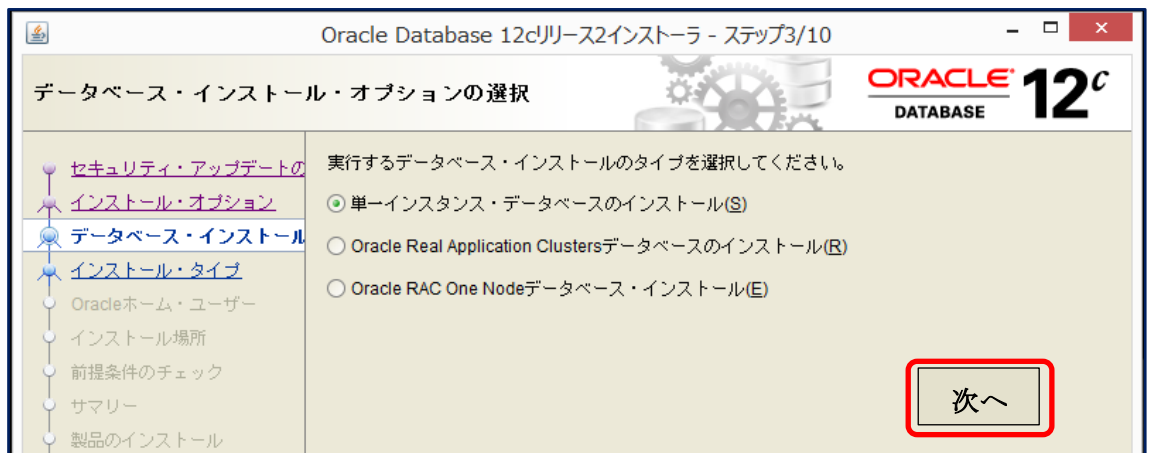 Oracle Database 12cリリース2インストーラ - ステップ3/10
データベース・インストール・オプションの選択
ORACLE
DATABASE
12c
セキュリティ・アップデートの
インストール・オプション
データベース・インストール
インストール・タイプ
Oracleホーム・ユーザー
インストール場所
前提条件のチェック
サマリー
製品のインストール
実行するデータベース・インストールのタイプを選択してください。
単一インスタンス・データベースのインストール(S)
Oracle Real Application Clustersデータベースのインストール(R)
Oracle RAC One Nodeデータベース・インストール(E)
次へ